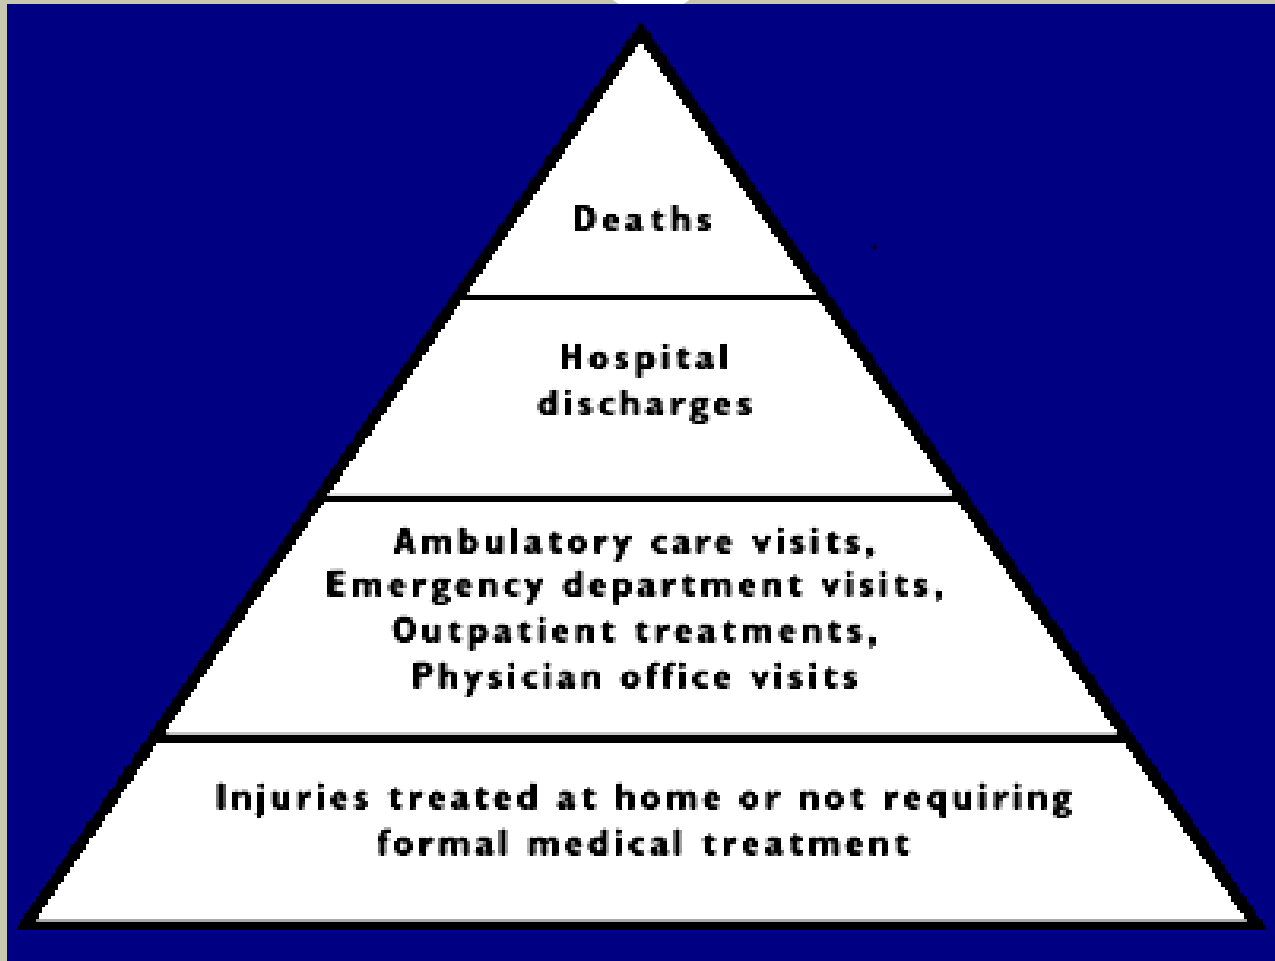 Deaths
Hospital
discharges
Ambulatory care visits,
Emergency department visits,
Outpatient treatments,
Physician office visits
Injuries treated at home or not requiring
formal medical treatment